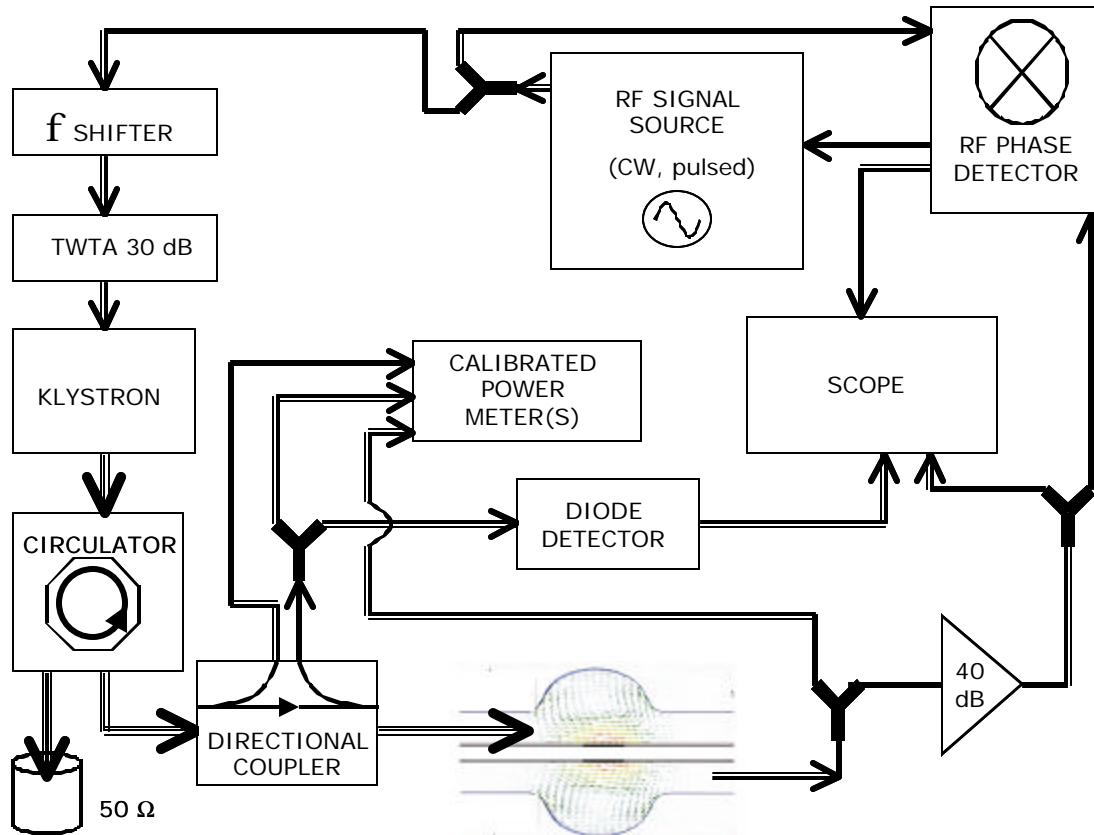 RF SIGNAL
SOURCE
(CW, pulsed)
RF PHASE
DETECTOR
f SHIFTER
TWTA 30 dB
KLYSTRON
CALIBRATED
POWER
METER(S)
SCOPE
DIODE
DETECTOR
CIRCULATOR
40
dB
DIRECTIONAL
COUPLER
50 Ω